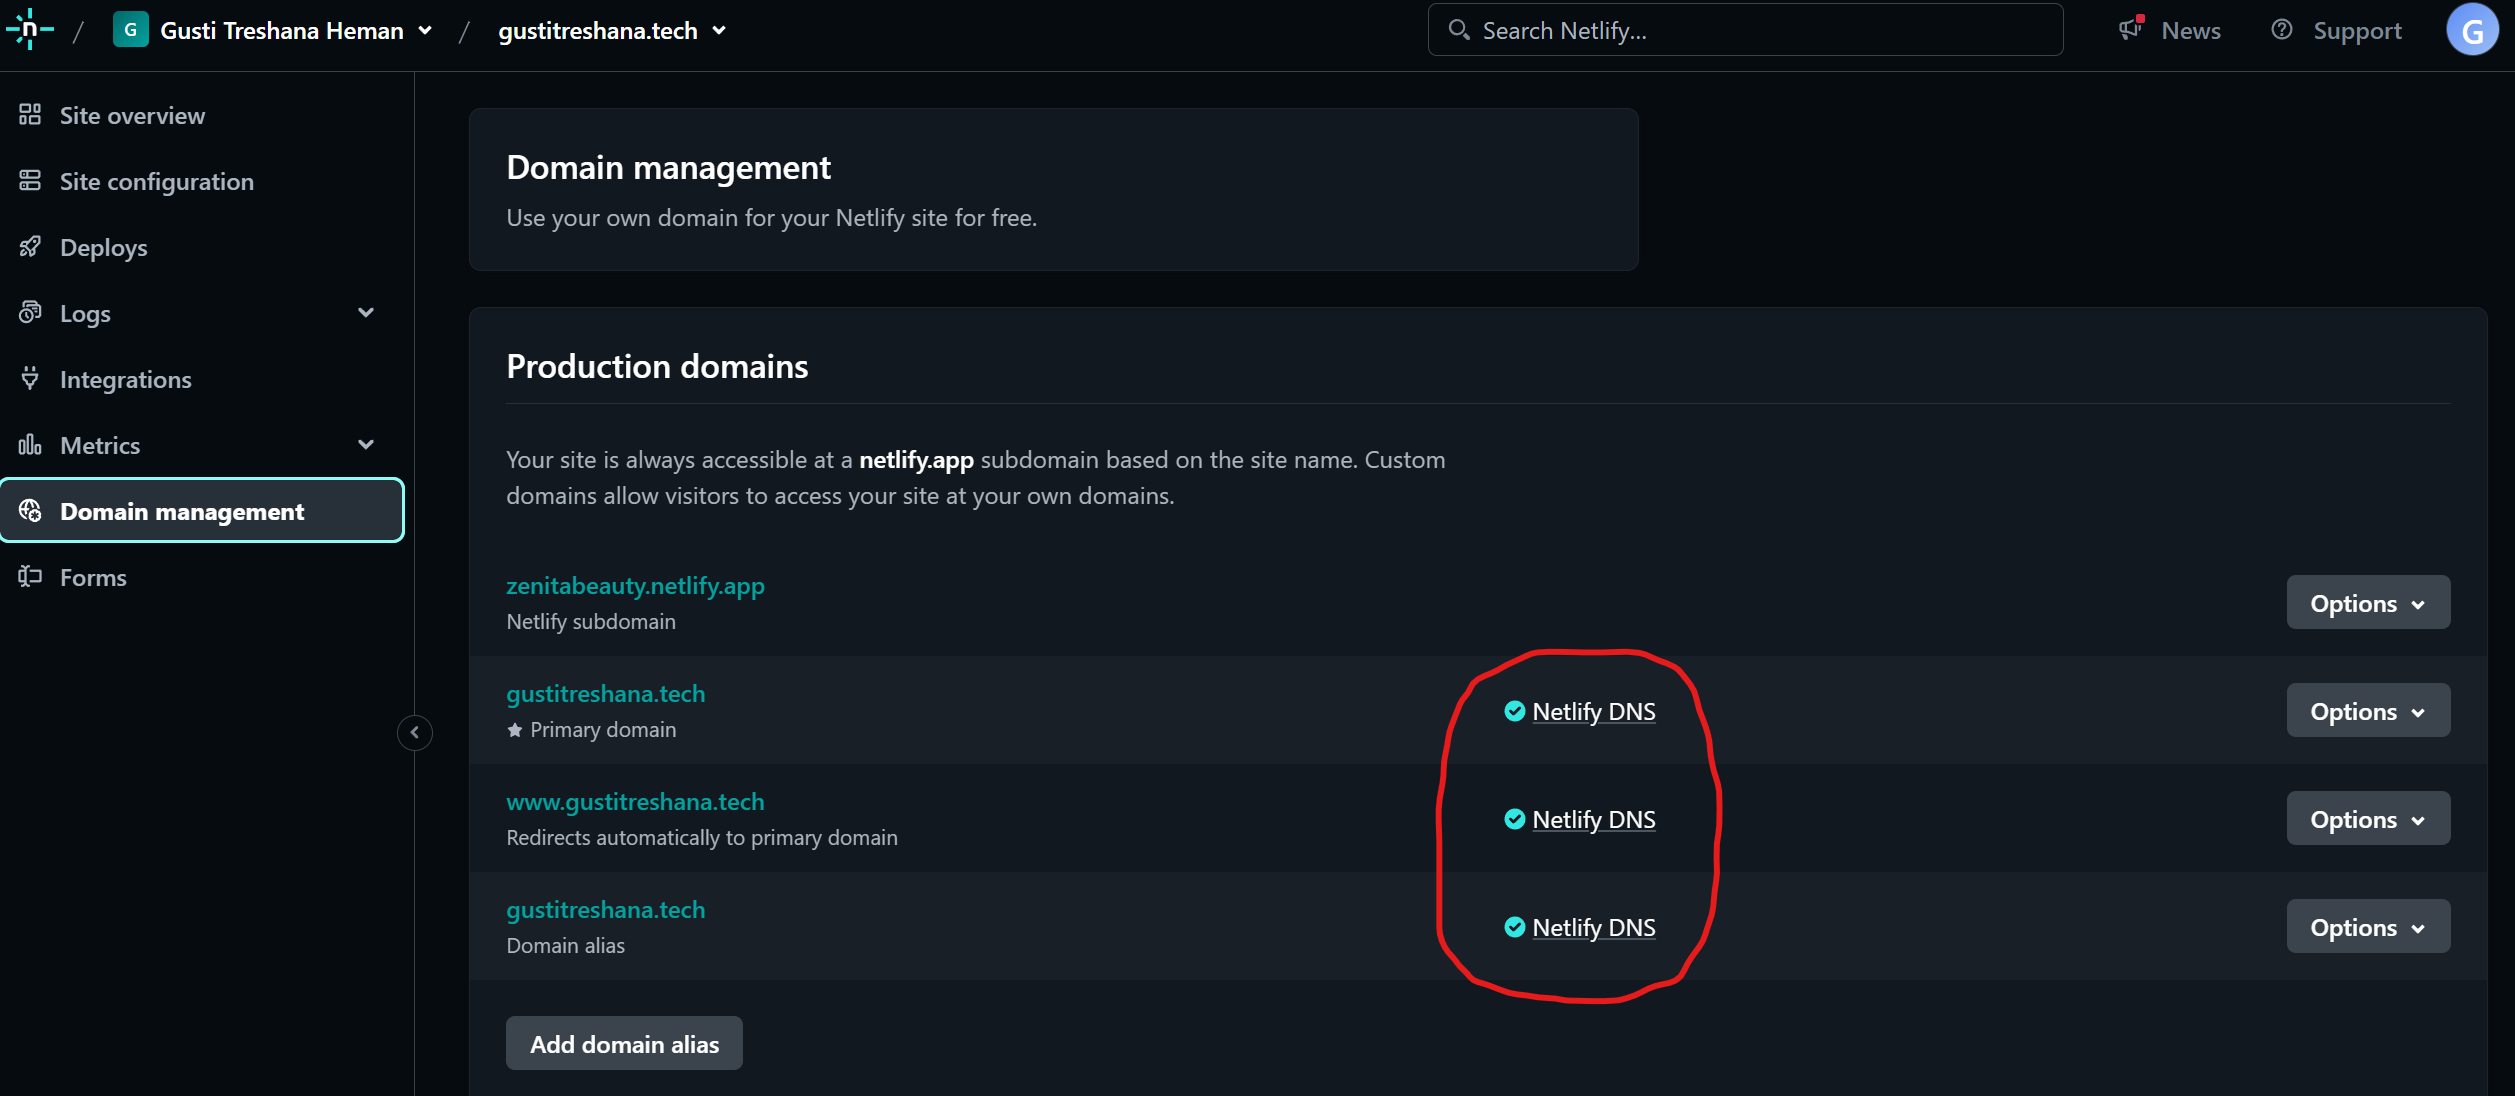 n / G Gusti Treshana Heman / gustitreshana.tech
Search Netlify...
News
Support
G
Site overview
Site configuration
Deploys
Logs
Integrations
Metrics
Domain management
Forms
Domain management
Use your own domain for your Netlify site for free.
Production domains
Your site is always accessible at a netlify.app subdomain based on the site name. Custom
domains allow visitors to access your site at your own domains.
zenitabeauty.netlify.app
Netlify subdomain
Options
gustitreshana.tech
Primary domain
Netlify DNS
Options
www.gustitreshana.tech
Redirects automatically to primary domain
Netlify DNS
Options
gustitreshana.tech
Domain alias
Netlify DNS
Options
Add domain alias